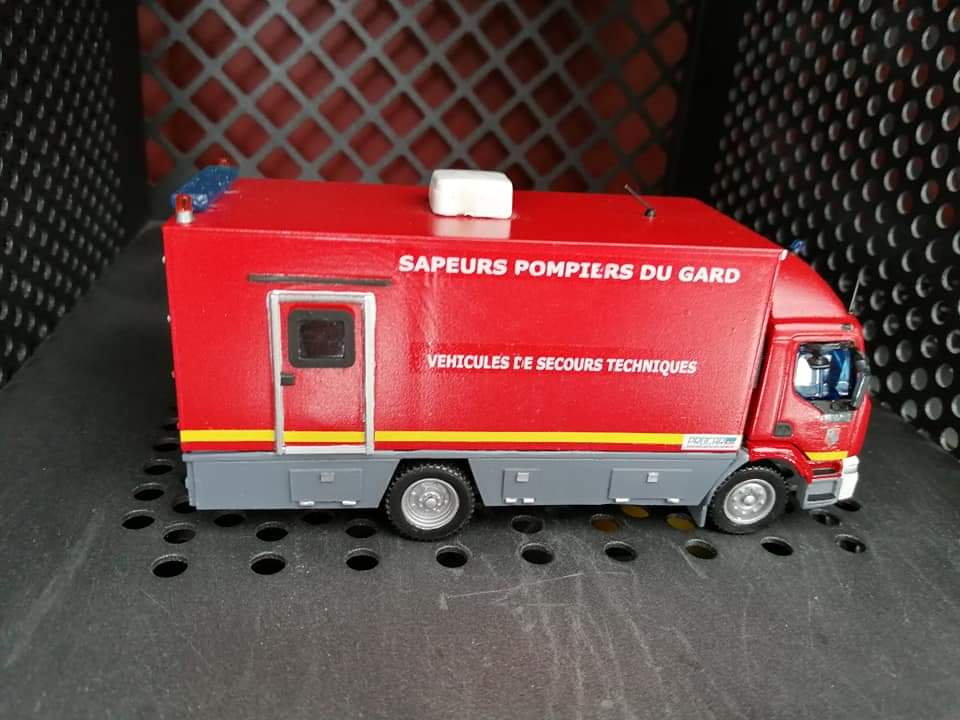 SAPEURS POMPIERS DU GARD
VEHICULES DE SECOURS TECHNIQUES